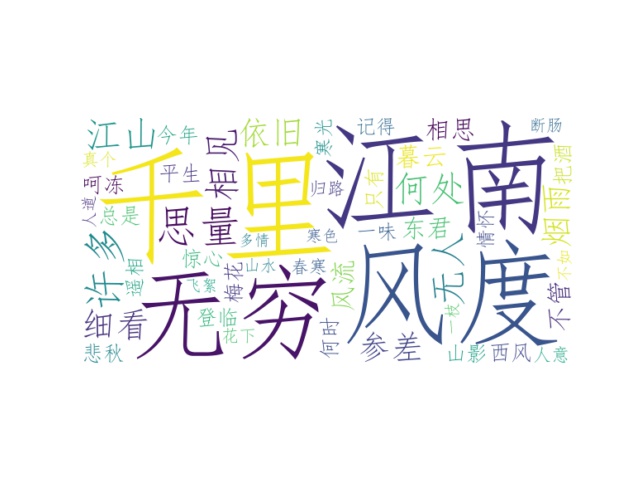 江山
今年
依旧
寒光
记得
相思
断肠
真个
千里
相见
江南
暮云
烟雨
把酒
呵冻
平生
归路
只有
何处
人道
总是
思量
多情
寒色
一味
东君
情怀
无人
不如
许多
遥相
惊心
山水
春寒
梅花
风流
风度
不管
飞絮
无穷
细看
登临
花下
何时
参差
一枝
悲秋
山影
西风
人意